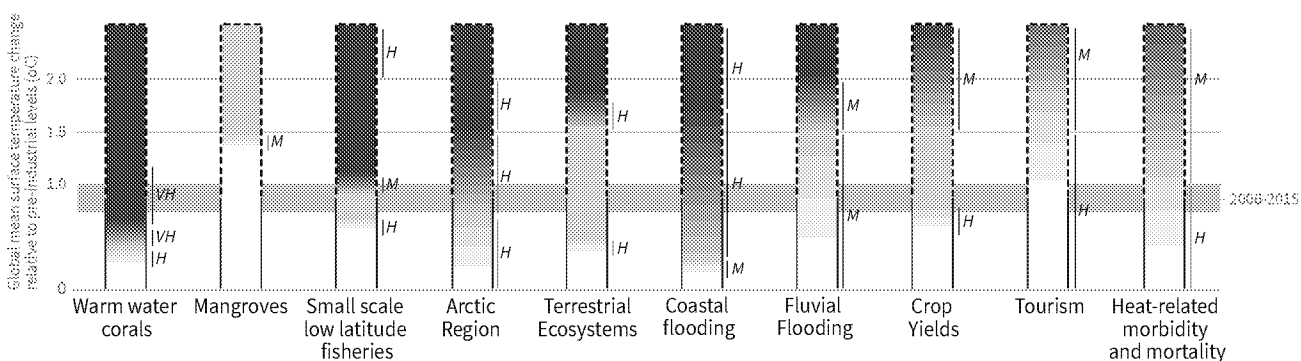 Global mean surface temperature change
relative to pre-industrial levels (oC)
2.0
1.5
1.0
0
H
M
H
H
M
H
M
M
H
M
VH
H
M
H
VH
H
H
H
H
M
M
H
H
H
M
2006-2015
Warm water
corals
Mangroves
Small scale
low latitude
fisheries
Arctic
Region
Terrestrial
Ecosystems
Coastal
flooding
Fluvial
Flooding
Crop
Yields
Tourism
Heat-related
morbidity
and mortality